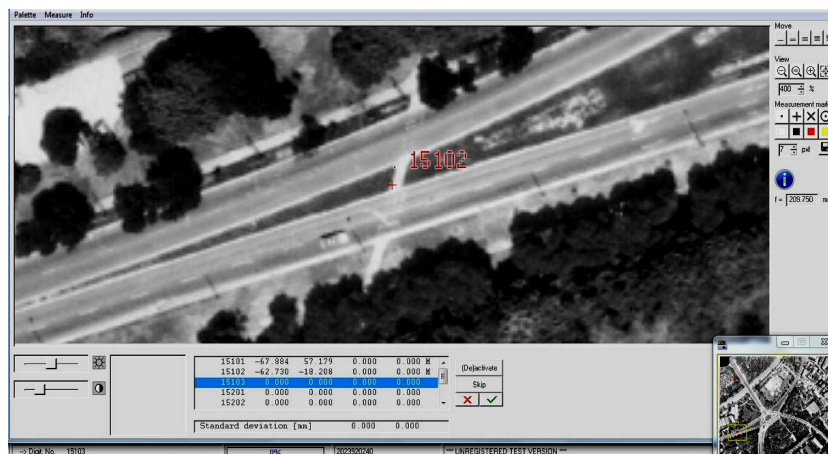 Palette Measure Info
Move
View
400 %
Measurement mark
7 pxl
f = 209.750
15102
15101 -67.884 57.179 0.000 0.000 M
15102 -62.730 -18.208 0.000 0.000 M
15103 0.000 0.000 0.000 0.000
15201 0.000 0.000 0.000 0.000
15202 0.000 0.000 0.000 0.000
(De)activate
Skip
Standard deviation [mm] 0.000 0.000
--> Digit. No. 15103 0% 2023920240 *** UNREGISTERED TEST VERSION ***